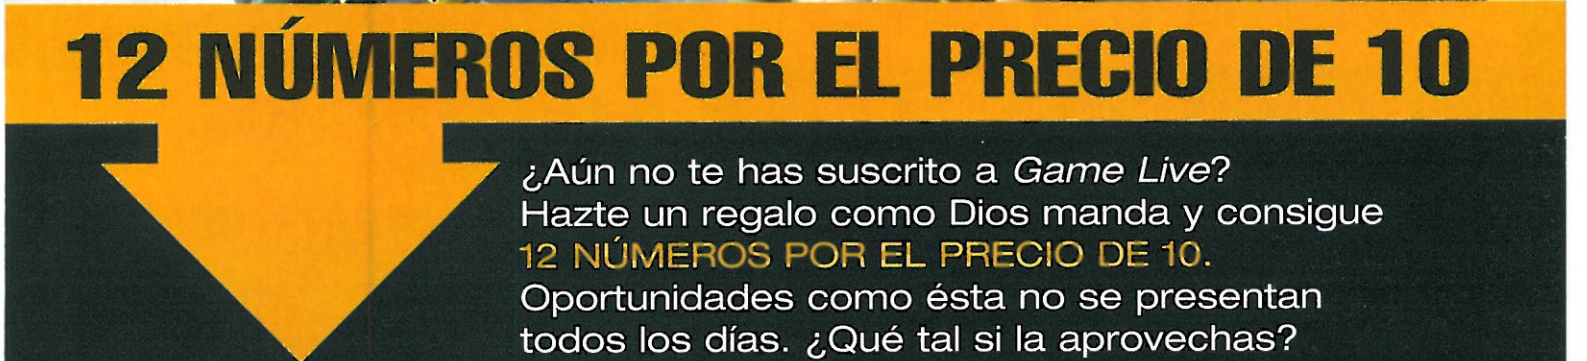 12 NÚMEROS POR EL PRECIO DE 10
¿Aún no te has suscrito a Game Live?
Hazte un regalo como Dios manda y consigue
12 NÚMEROS POR EL PRECIO DE 10.
Oportunidades como ésta no se presentan
todos los días. ¿Qué tal si la aprovechas?